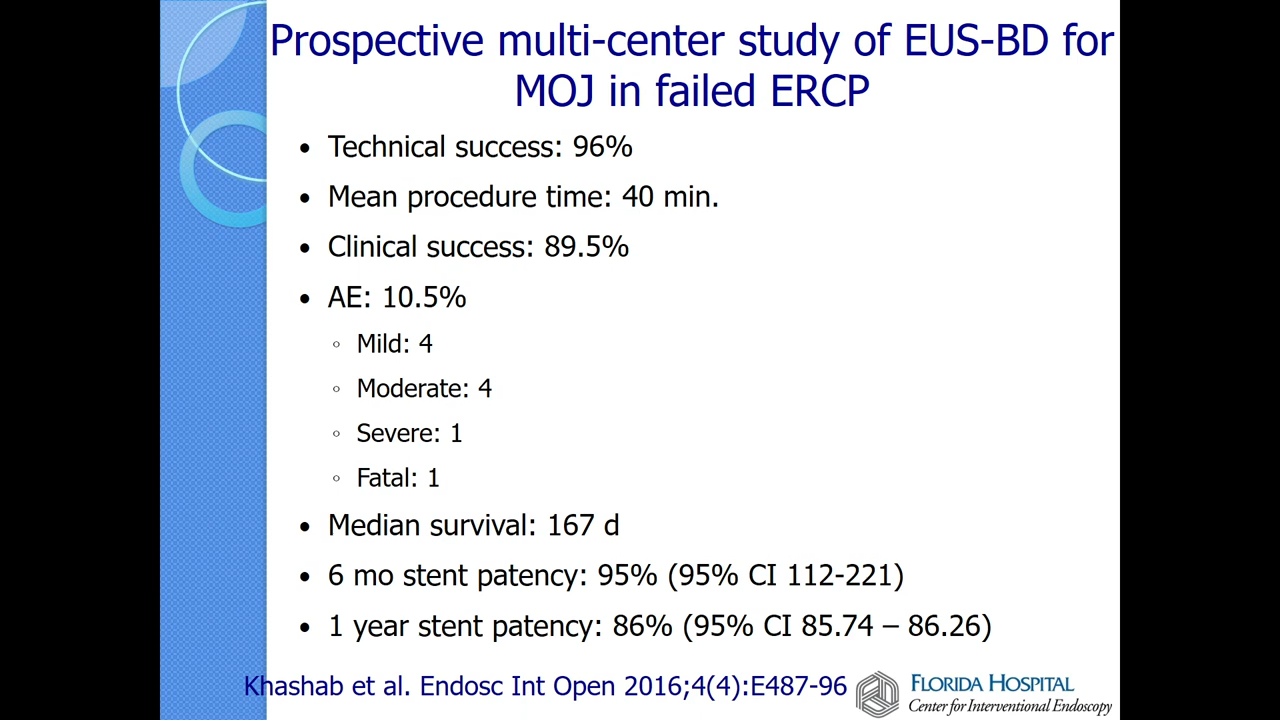 Prospective multi-center study of EUS-BD for
MOJ in failed ERCP
• Technical success: 96%
• Mean procedure time: 40 min.
• Clinical success: 89.5%
• AE: 10.5%
◦ Mild: 4
◦ Moderate: 4
◦ Severe: 1
◦ Fatal: 1
• Median survival: 167 d
• 6 mo stent patency: 95% (95% CI 112-221)
• 1 year stent patency: 86% (95% CI 85.74 – 86.26)
Khashab et al. Endosc Int Open 2016;4(4):E487-96
FLORIDA HOSPITAL
Center for Interventional Endoscopy